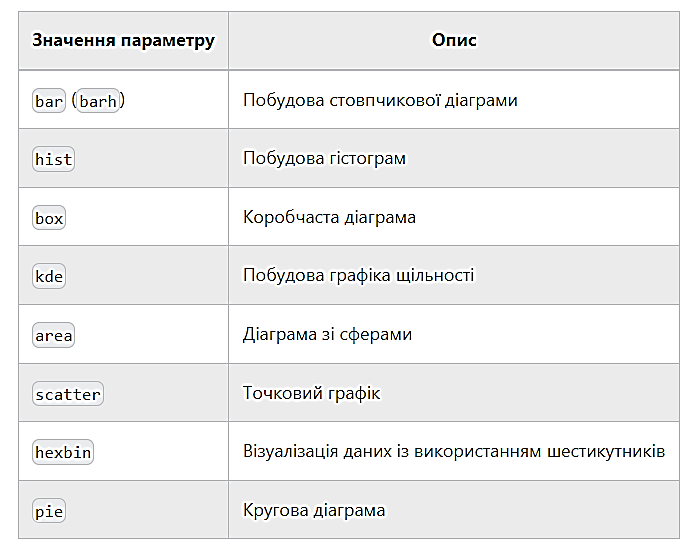 Значення параметру Опис
bar (barh) Побудова стовпчикової діаграми
hist Побудова гістограм
box Коробчаста діаграма
kde Побудова графіка щільності
area Діаграма зі сферами
scatter Точковий графік
hexbin Візуалізація даних із використанням шестикутників
pie Кругова діаграма